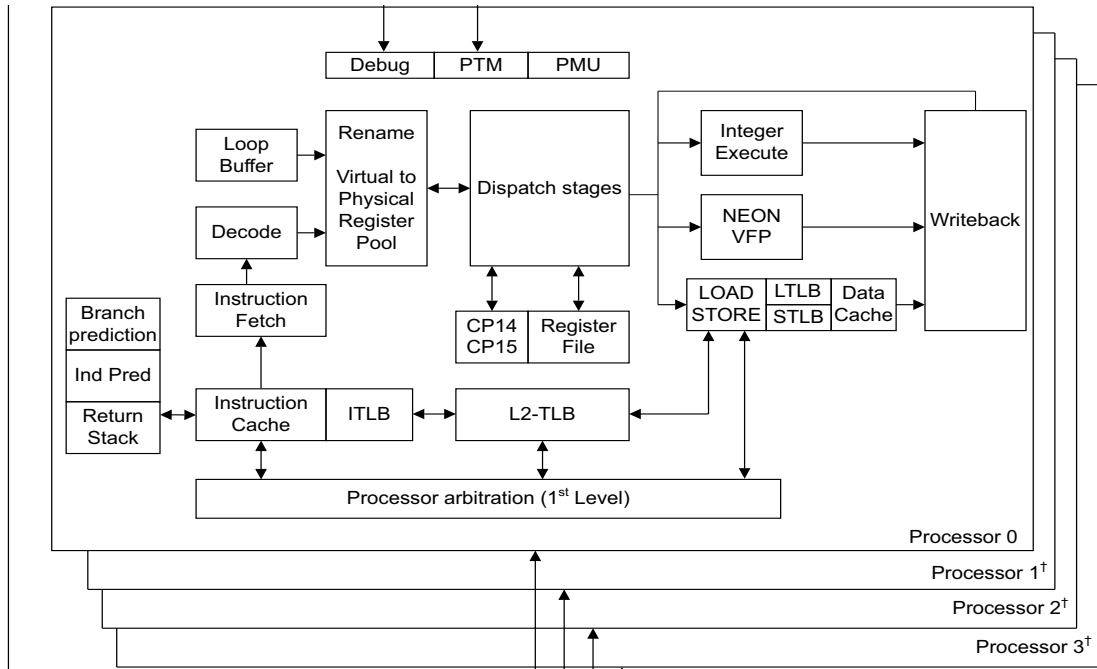 Debug
PTM
PMU
Loop
Buffer
Rename
Virtual to
Physical
Register
Pool
Dispatch stages
Integer
Execute
Writeback
Decode
NEON
VFP
Instruction
Fetch
LOAD
STORE
LTLB
STLB
Data
Cache
Branch
prediction
Ind Pred
Return
Stack
CP14
CP15
Register
File
Instruction
Cache
ITLB
L2-TLB
Processor arbitration (1st Level)
Processor 0
Processor 1†
Processor 2†
Processor 3†